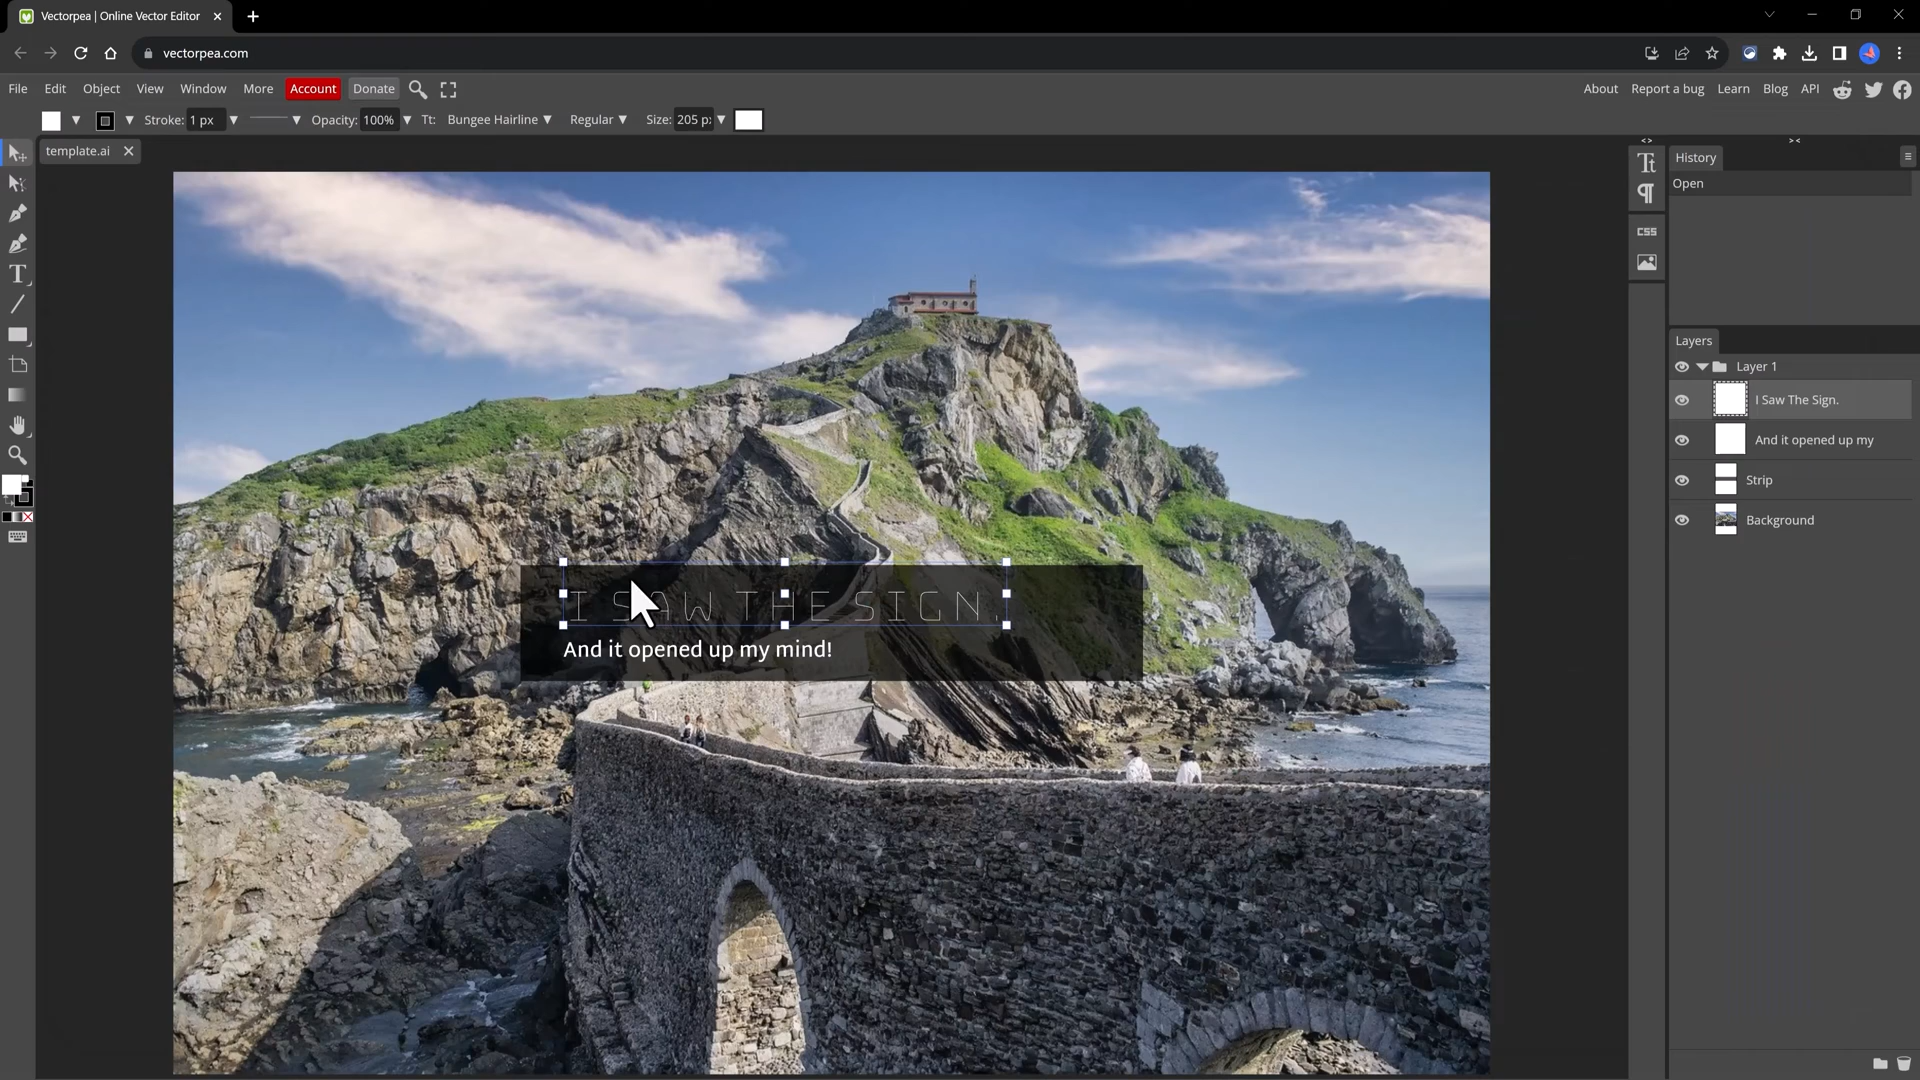 Vectorpea | Online Vector Editor
vectorpea.com
File Edit Object View Window More Account Donate
About Report a bug Learn Blog API
Stroke: 1 px Opacity: 100% Tt: Bungee Hairline Regular Size: 205 p
template.ai
History
Open
CSS
Layers
Layer 1
I Saw The Sign.
And it opened up my
Strip
Background
I SAW THE SIGN.
And it opened up my mind!